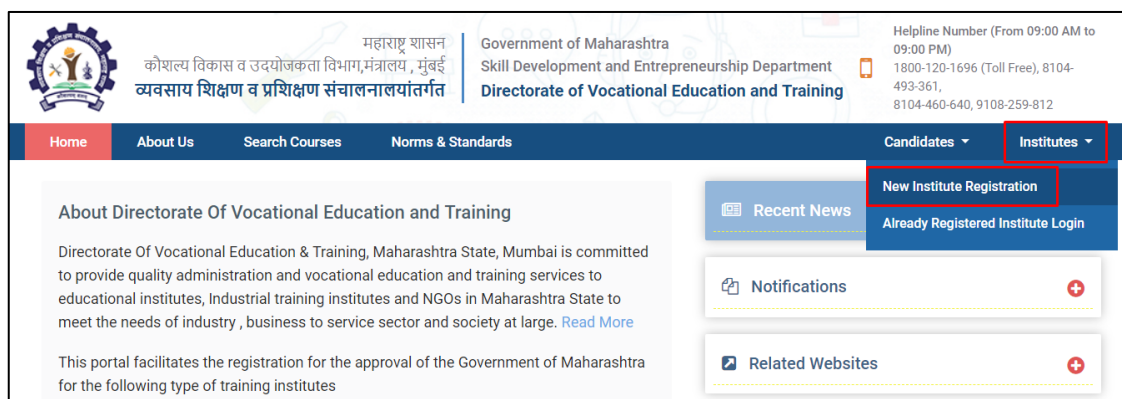 महाराष्ट्र शासन
कौशल्य विकास व उदयोजकता विभाग,मंत्रालय , मुंबई
व्यवसाय शिक्षण व प्रशिक्षण संचालनालयांतर्गत
Government of Maharashtra
Skill Development and Entrepreneurship Department
Directorate of Vocational Education and Training
Helpline Number (From 09:00 AM to
09:00 PM)
1800-120-1696 (Toll Free), 8104-
493-361,
8104-460-640, 9108-259-812
Home About Us Search Courses Norms & Standards Candidates Institutes
New Institute Registration
Already Registered Institute Login
About Directorate Of Vocational Education and Training
Directorate Of Vocational Education & Training, Maharashtra State, Mumbai is committed
to provide quality administration and vocational education and training services to
educational institutes, Industrial training institutes and NGOs in Maharashtra State to
meet the needs of industry , business to service sector and society at large. Read More
This portal facilitates the registration for the approval of the Government of Maharashtra
for the following type of training institutes
Recent News
Notifications
Related Websites